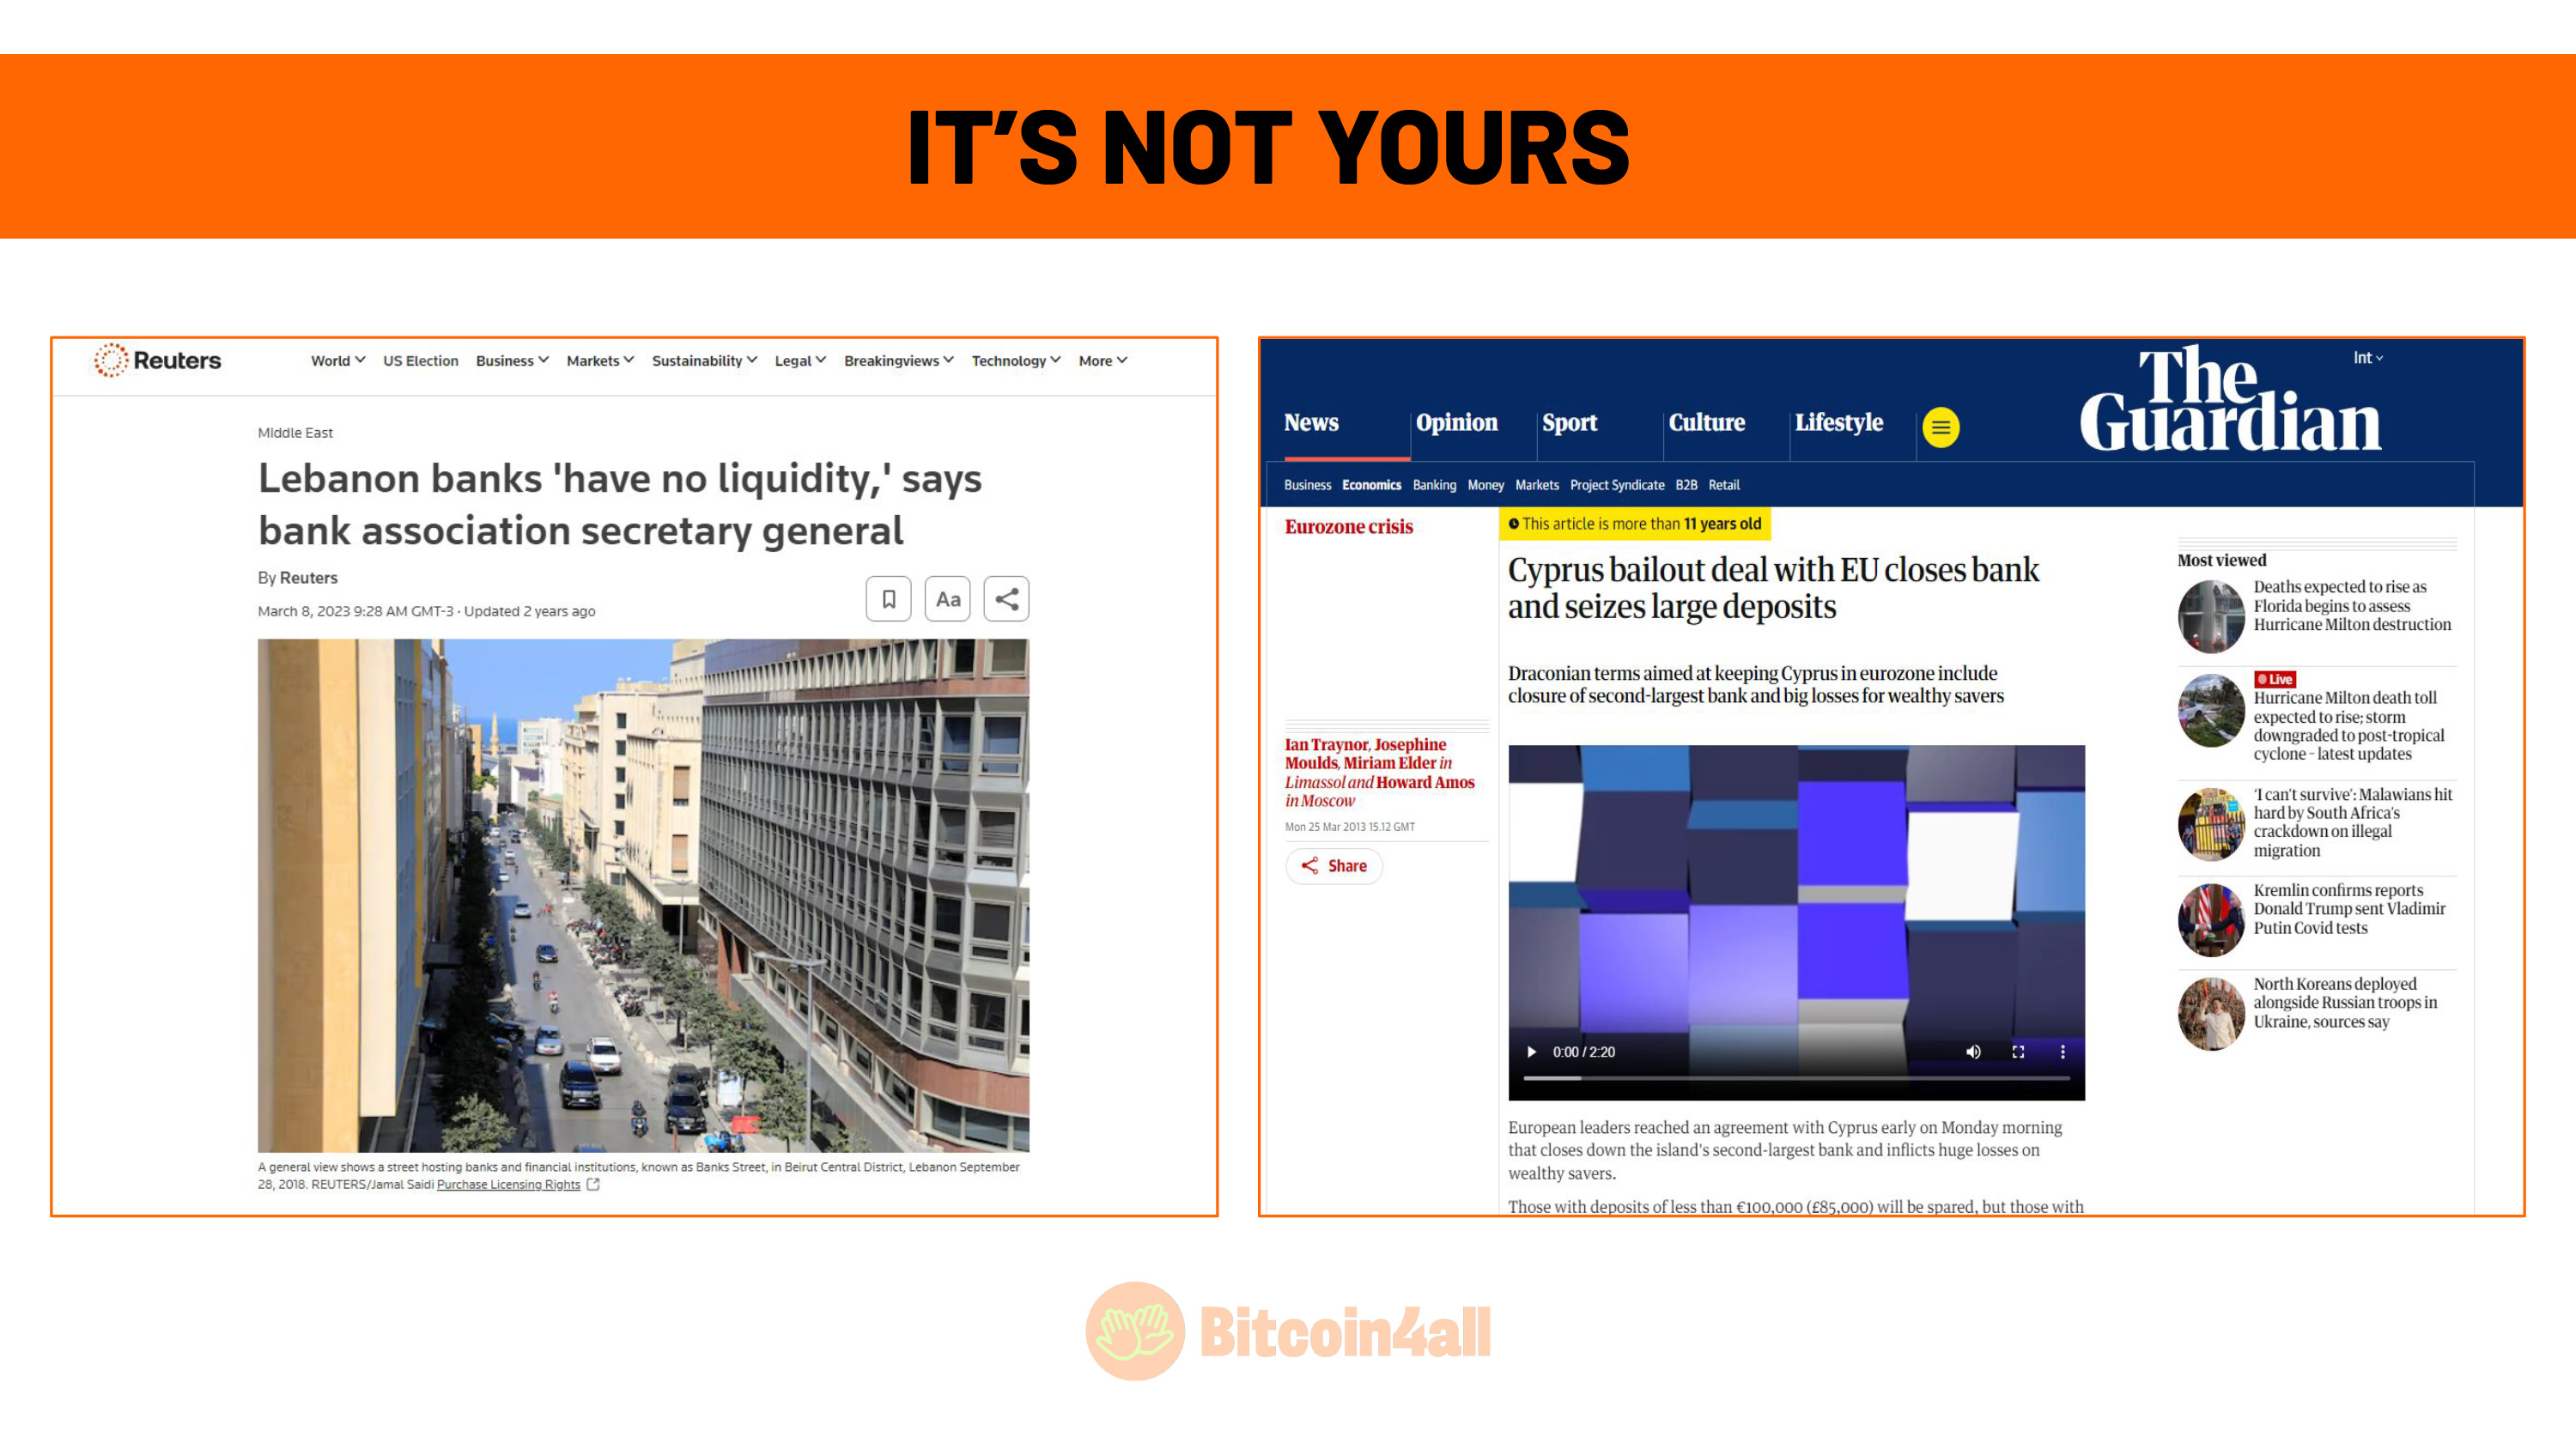 IT’S NOT YOURS
Reuters
World
US Election
Business
Markets
Sustainability
Legal
Breakingviews
Technology
More
Middle East
Lebanon banks 'have no liquidity,' says
bank association secretary general
By Reuters
March 8, 2023 9:28 AM GMT-3 · Updated 2 years ago
Aa
A general view shows a street hosting banks and financial institutions, known as Banks Street, in Beirut Central District, Lebanon September
28, 2018. REUTERS/Jamal Saidi Purchase Licensing Rights
The
Guardian
Int
News
Opinion
Sport
Culture
Lifestyle
Business Economics Banking Money Markets Project Syndicate B2B Retail
Eurozone crisis
This article is more than 11 years old
Cyprus bailout deal with EU closes bank
and seizes large deposits
Draconian terms aimed at keeping Cyprus in eurozone include
closure of second-largest bank and big losses for wealthy savers
Ian Traynor, Josephine
Moulds, Miriam Elder in
Limassol and Howard Amos
in Moscow
Mon 25 Mar 2013 15.12 GMT
Share
0:00 / 2:20
European leaders reached an agreement with Cyprus early on Monday morning
that closes down the island's second-largest bank and inflicts huge losses on
wealthy savers.
Those with deposits of less than €100,000 (£85,000) will be spared, but those with
Most viewed
Deaths expected to rise as
Florida begins to assess
Hurricane Milton destruction
Live
Hurricane Milton death toll
expected to rise; storm
downgraded to post-tropical
cyclone – latest updates
‘I can’t survive’: Malawians hit
hard by South Africa’s
crackdown on illegal
migration
Kremlin confirms reports
Donald Trump sent Vladimir
Putin Covid tests
North Koreans deployed
alongside Russian troops in
Ukraine, sources say
Bitcoin4all